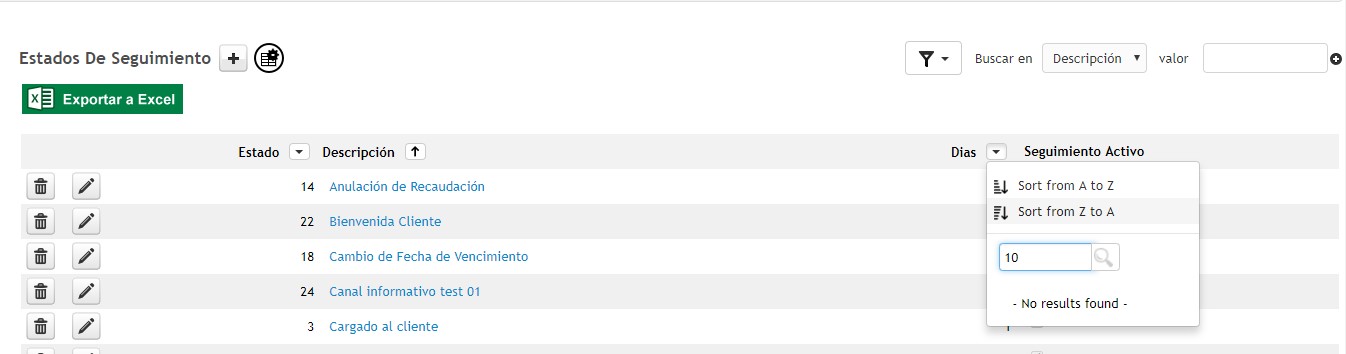 Estados De Seguimiento
Buscar en Descripción valor
Exportar a Excel
Estado Descripción Dias Seguimiento Activo
14 Anulación de Recaudación
22 Bienvenida Cliente
18 Cambio de Fecha de Vencimiento
24 Canal informativo test 01
3 Cargado al cliente
Sort from A to Z
Sort from Z to A
10
- No results found -